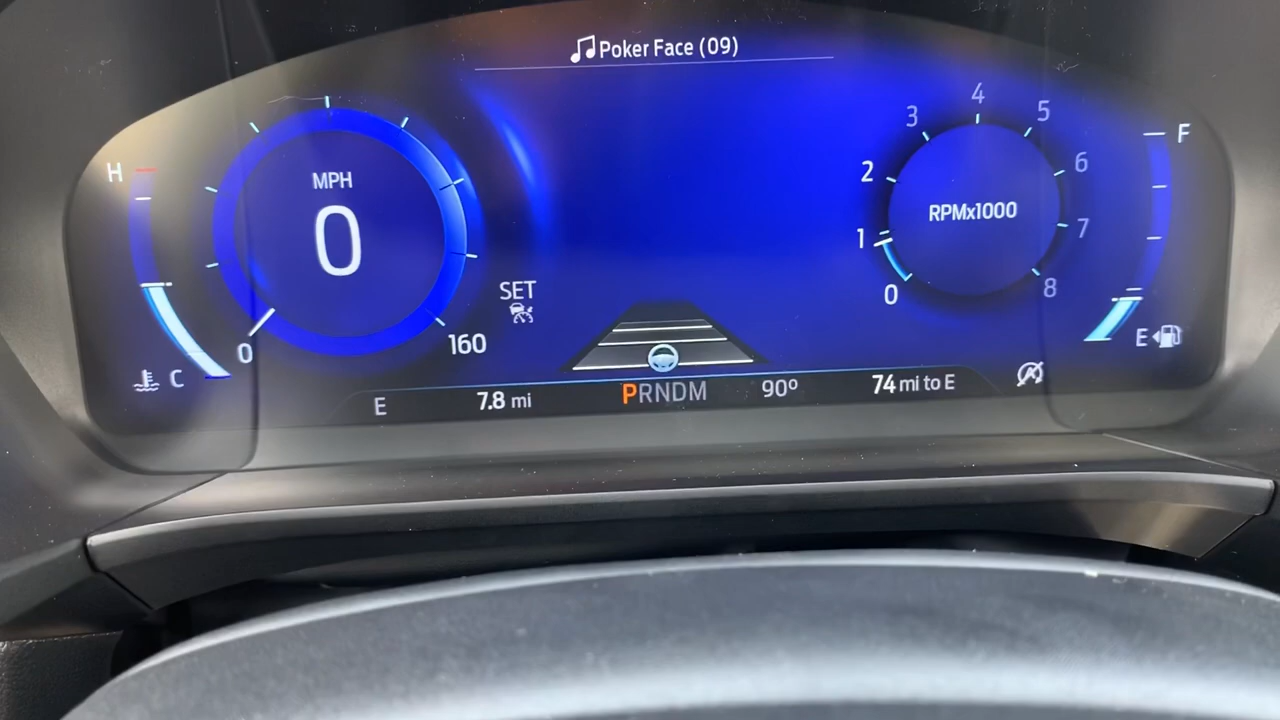 Poker Face (09)
H
MPH
0
0
160
C
SET
0
1
2
3
4
5
6
7
8
RPMx1000
F
E
E
7.8 mi
PRNDM
90º
74 mi to E